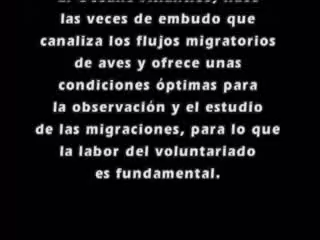 las veces de embudo que
canaliza los flujos migratorios
de aves y ofrece unas
condiciones óptimas para
la observación y el estudio
de las migraciones, para lo que
la labor del voluntariado
es fundamental.